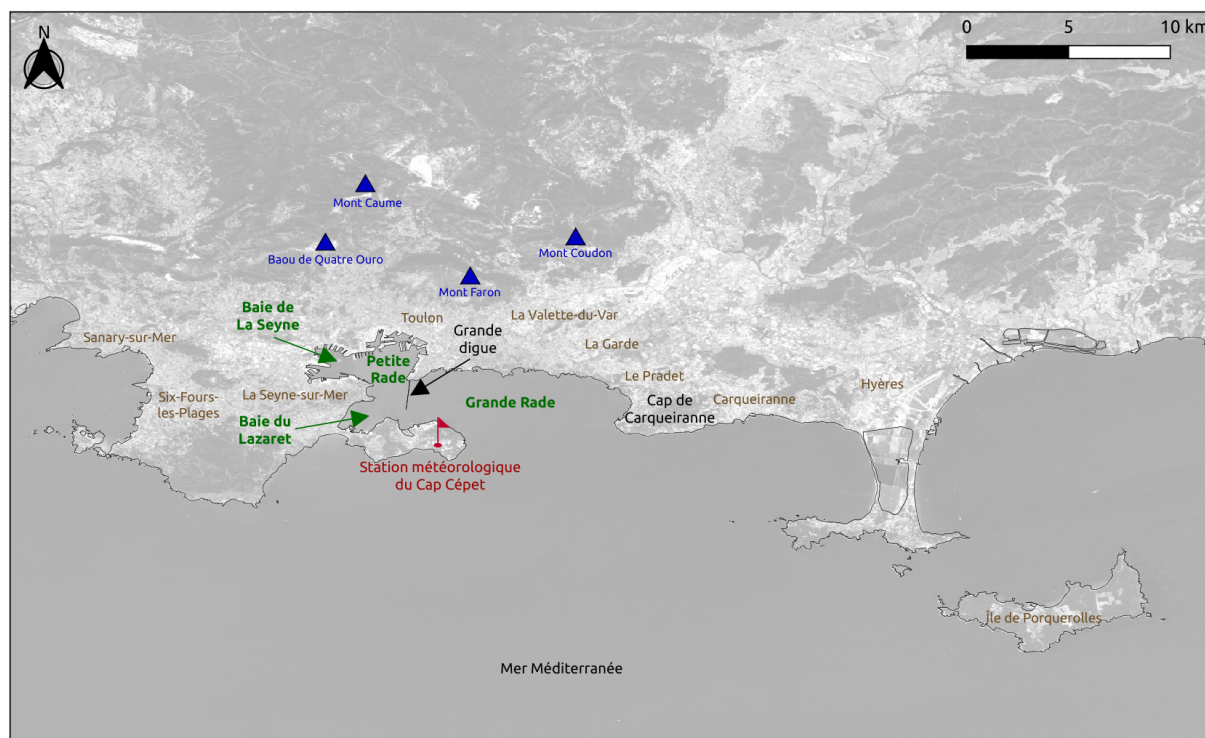 N
0 5 10 km
Mont Caume
Baou de Quatre Ouro
Mont Coudon
Mont Faron
Baie de
La Seyne
Toulon
La Valette-du-Var
Sanary-sur-Mer
Grande
digue
La Garde
Petite
Rade
Le Pradet
Hyères
Six-Fours-
les-Plages
La Seyne-sur-Mer
Grande Rade
Cap de
Carqueiranne
Carqueiranne
Baie du
Lazaret
Station météorologique
du Cap Cépet
Île de Porquerolles
Mer Méditerranée